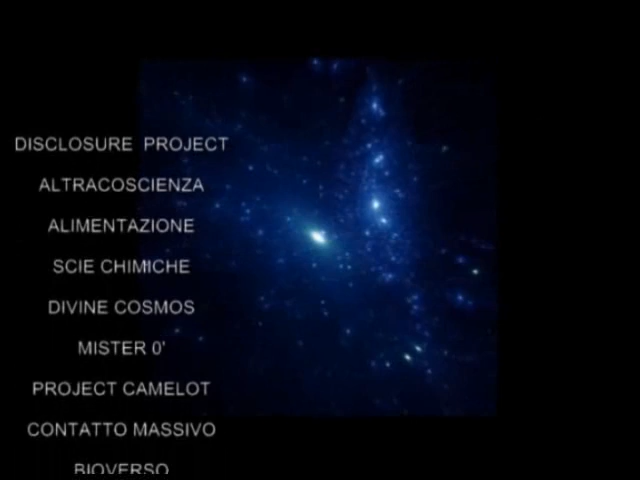 DISCLOSURE PROJECT
ALTRACOSCIENZA
ALIMENTAZIONE
SCIE CHIMICHE
DIVINE COSMOS
MISTER 0'
PROJECT CAMELOT
CONTATTO MASSIVO
BIOVERSO